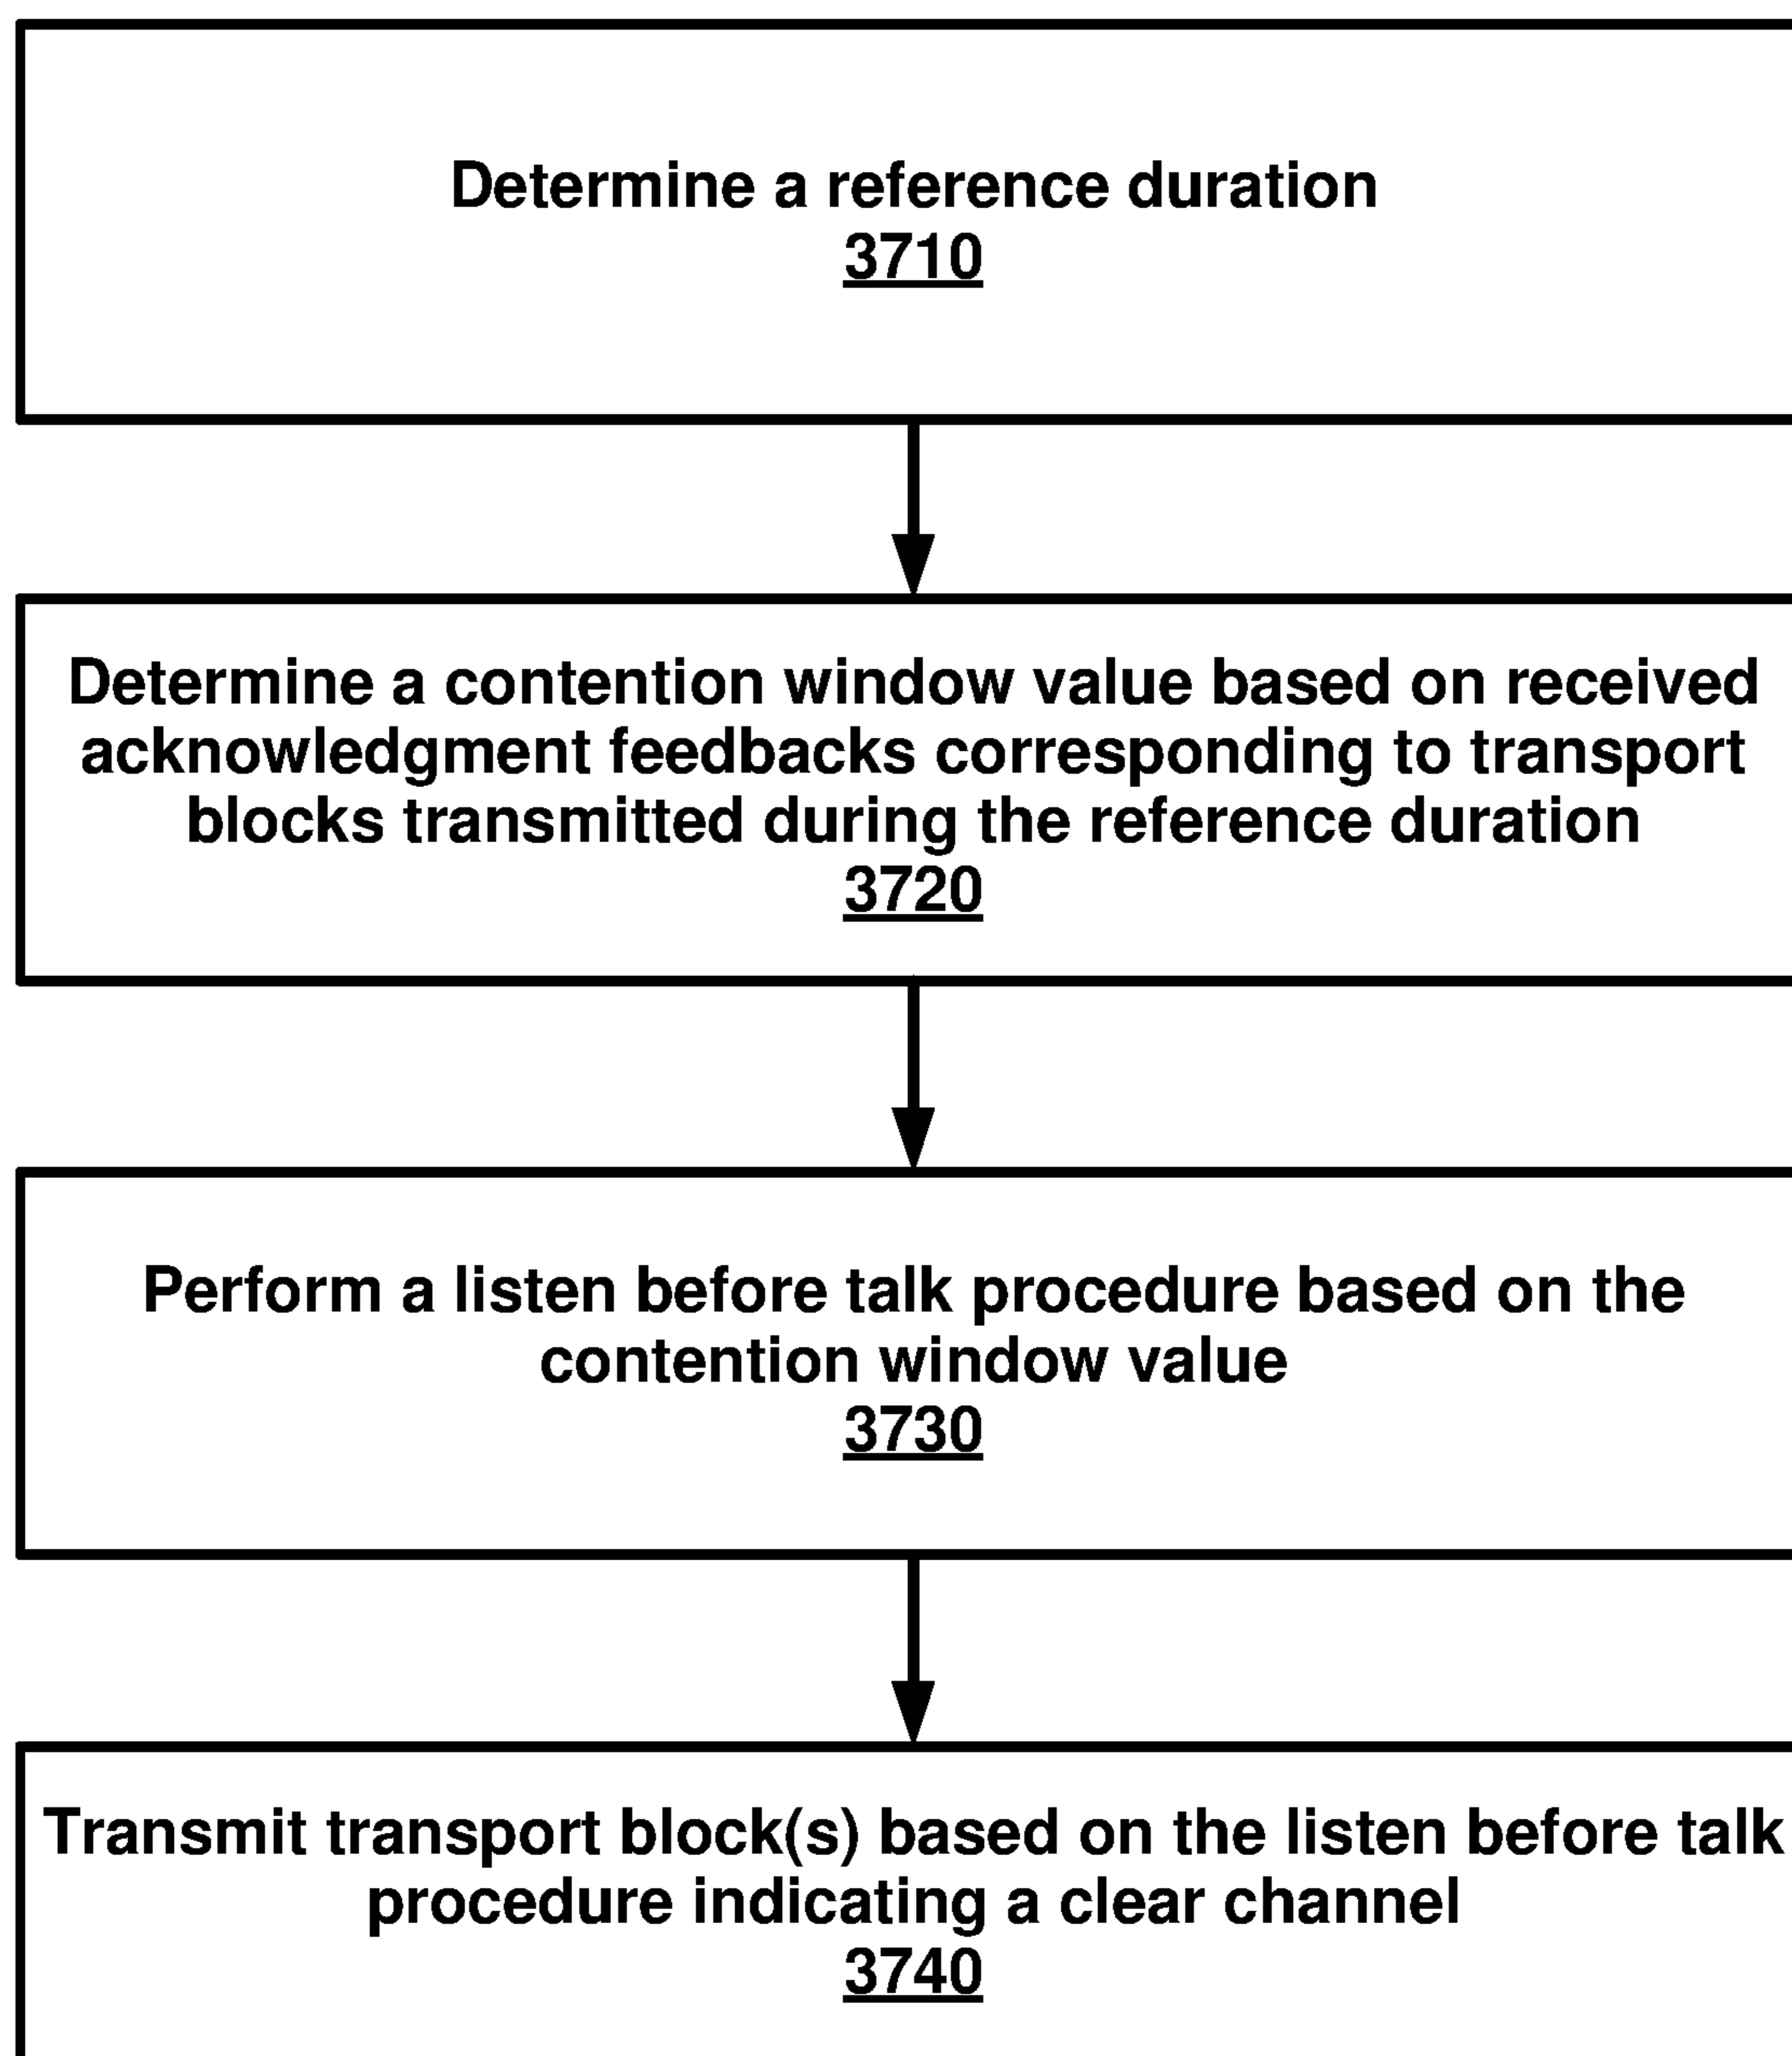 Determine a reference duration
3710
Determine a contention window value based on received
acknowledgment feedbacks corresponding to transport
blocks transmitted during the reference duration
3720
Perform a listen before talk procedure based on the
contention window value
3730
Transmit transport block(s) based on the listen before talk
procedure indicating a clear channel
3740